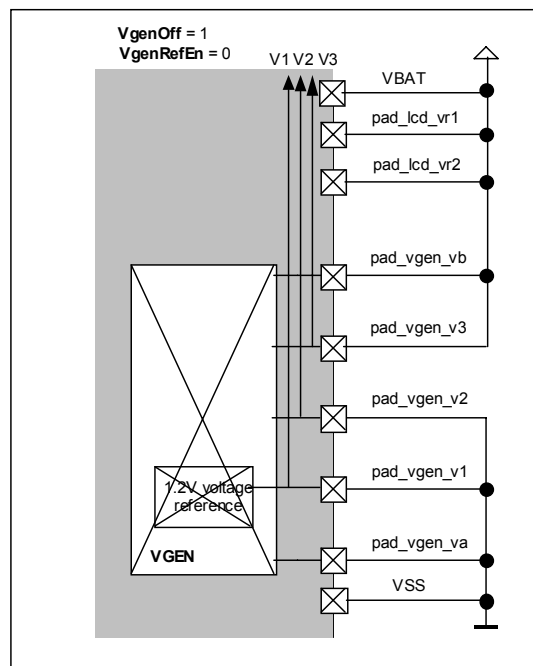 VgenOff = 1
VgenRefEn = 0
V1 V2 V3
VBAT
pad_lcd_vr1
pad_lcd_vr2
pad_vgen_vb
pad_vgen_v3
pad_vgen_v2
1.2V voltage
reference
pad_vgen_v1
VGEN
pad_vgen_va
VSS